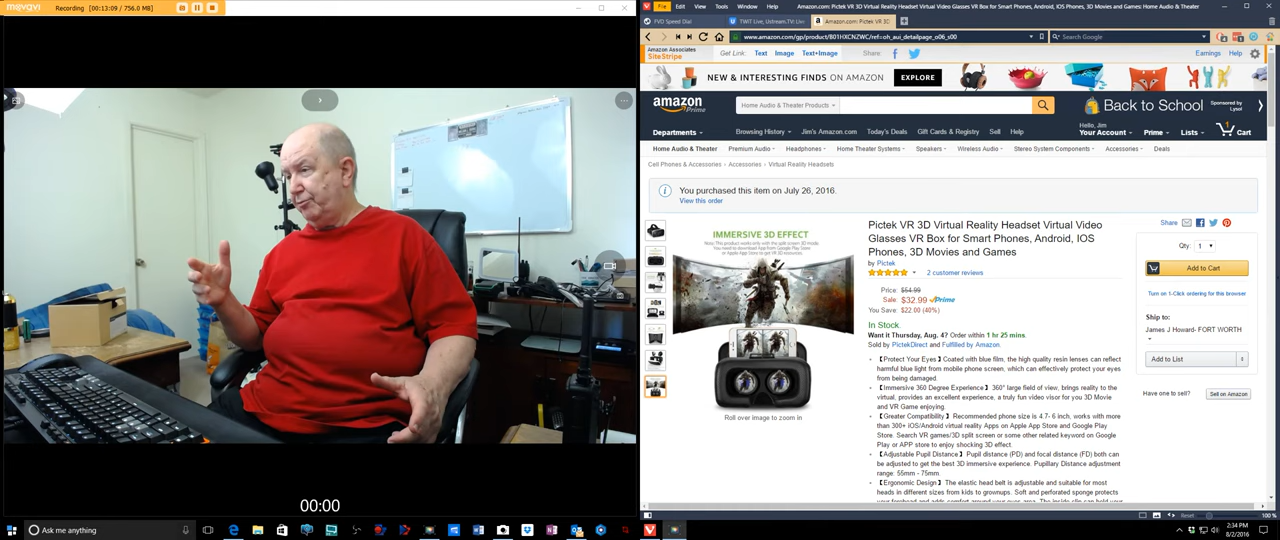 movavi
Recording (00:13:09 / 756.0 MB)
00:00
File Edit View Tools Window Help Amazon.com: Pictek VR 3D Virtual Reality Headset Virtual Video Glasses VR Box for Smart Phones, Android, IOS Phones, 3D Movies and Games: Home Audio & Theater
FVD Speed Dial
TWiT Live, Ustream.TV: Live
Amazon.com: Pictek VR 3D
www.amazon.com/gp/product/B01HXCNZWC/ref=oh_aui_detailpage_o06_s00
Search Google
Amazon Associates
SiteStripe
Get Link: Text Image Text+Image
Share:
Earnings Help
NEW & INTERESTING FINDS ON AMAZON EXPLORE
amazon
Prime
Home Audio & Theater Products
Back to School
Sponsored by
Lysol
Departments
Browsing History Jim's Amazon.com Today's Deals Gift Cards & Registry Sell Help
Hello, Jim
Your Account Prime Lists 1 Cart
Home Audio & Theater Premium Audio Headphones Home Theater Systems Speakers Wireless Audio Stereo System Components Accessories Deals
Cell Phones & Accessories › Accessories › Virtual Reality Headsets
You purchased this item on July 26, 2016.
View this order
IMMERSIVE 3D EFFECT
Roll over image to zoom in
Pictek VR 3D Virtual Reality Headset Virtual Video
Glasses VR Box for Smart Phones, Android, IOS
Phones, 3D Movies and Games
by Pictek
2 customer reviews
Price: $54.99
Sale: $32.99 Prime
You Save: $22.00 (40%)
In Stock.
Want it Thursday, Aug. 4? Order within 1 hr 25 mins.
Sold by PictekDirect and Fulfilled by Amazon.
【Protect Your Eyes】Coated with blue film, the high quality resin lenses can reflect
harmful blue light from mobile phone screen, which can effectively protect your eyes
from being damaged.
【Immersive 360 Degree Experience】360° large field of view, brings reality to the
virtual, provides an excellent experience, a truly fun video visor for you 3D Movie
and VR Game enjoying.
【Greater Compatibility】Recommended phone size is 4.7- 6 inch, works with more
than 300+ iOS/Android virtual reality Apps on Apple App Store and Google Play
Store. Search VR games/3D split screen or some other related keyword on Google
Play or APP store to enjoy shocking 3D effect.
【Adjustable Pupil Distance】Pupil distance (PD) and focal distance (FD) both can
be adjusted to get the best 3D immersive experience. Pupillary Distance adjustment
range: 55mm - 75mm.
【Ergonomic Design】The elastic head belt is adjustable and suitable for most
heads in different sizes from kids to grownups. Soft and perforated sponge protects
Share
Qty: 1
Add to Cart
Turn on 1-Click ordering for this browser
Ship to:
James J Howard- FORT WORTH
Add to List
Have one to sell? Sell on Amazon
Reset 100 %
Ask me anything
2:34 PM
8/2/2016